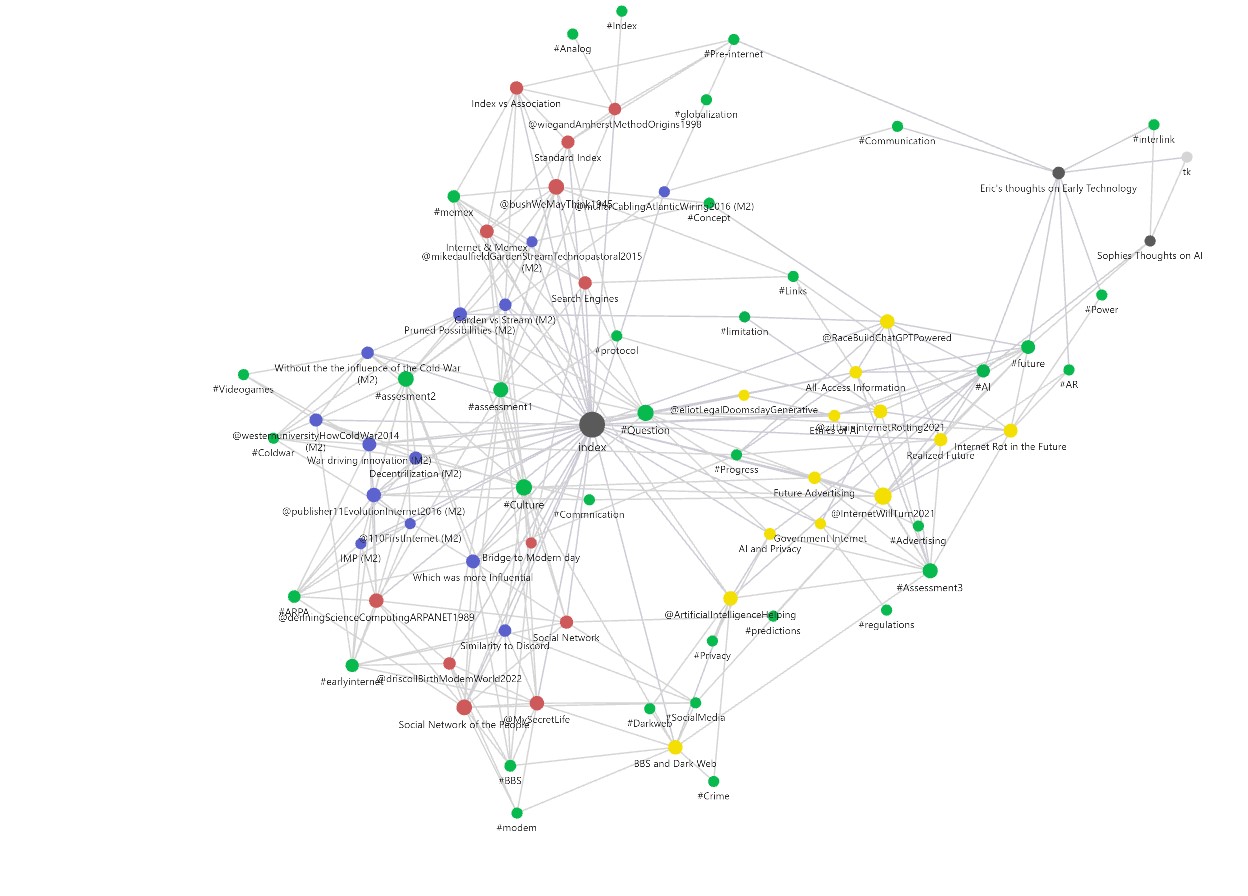 #Index
#Analog
#Pre-internet
Index vs Association
#globalization
@wiegandAmherstMethodOrigins1998
#Communication
#interlink
Standard Index
tk
Eric's thoughts on Early Technology
@bushWeMayThink1945
@mullerCablingAtlanticWiring2016 (M2)
#memex
#Concept
Internet & Memex
@mikecaulfieldGardenStreamTechnopastoral2015
(M2)
Sophies Thoughts on AI
#Links
Search Engines
#Power
Garden vs Stream (M2)
Pruned Possibilities (M2)
#limitation
@RaceBuildChatGPTPowered
#protocol
#future
Without the the influence of the Cold War
(M2)
#Videogames
#AI
#AR
All-Access Information
#assosment2
#assessment1
@eliotLegalDoomsdayGenerative
#Question
Ethics of AI
@zittraininternetRotting2021
@westernuniversityHowColdWar2014
(M2)
index
Internet Rot in the Future
#Coldwar
War driving innovation (M2)
Realized Future
Decentrilization (M2)
#Progress
Future Advertising
#Culture
@publisher11EvolutionInternet2016 (M2)
#Commnication
@InternetWillTurn2021
@110FirstInternet (M2)
Government Internet
#Advertising
AI and Privacy
IMP (M2)
Bridge to Modern day
Which was more Influential
#Assessment3
#ARPA
@denningScienceComputingARPANET1989
@ArtificialIntelligenceHelping
#predictions
#regulations
Social Network
Similarity to Discord
#Privacy
#earlyinternet
@driscollBirthModemWorld2022
#SocialMedia
#Darkweb
Social Network of the People
@MySecretLife
BBS and Dark Web
#BBS
#Crime
#modem